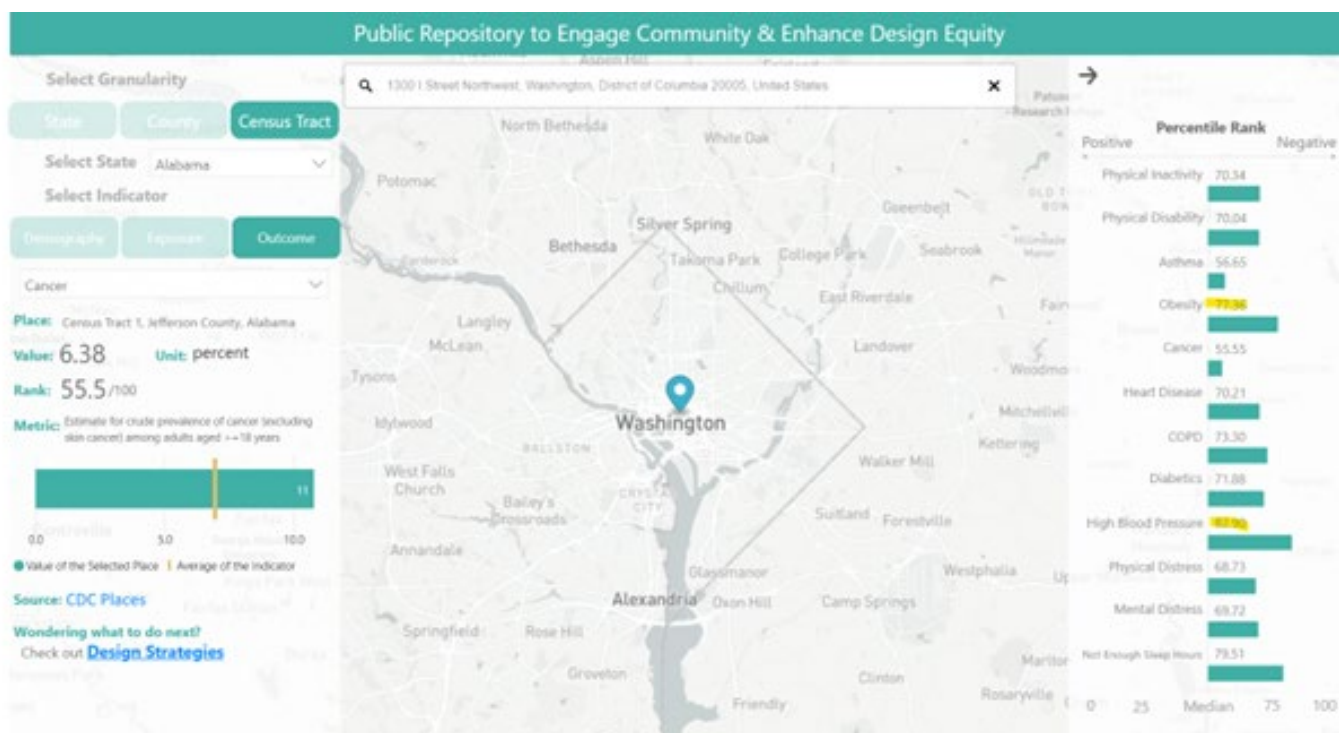 Public Repository to Engage Community & Enhance Design Equity
Select Granularity
State County Census Tract
Select State Alabama
Select Indicator
Demography Exposure Outcome
Cancer
Place: Census Tract 1, Jefferson County, Alabama
Value: 6.38 Unit: percent
Rank: 55.5/100
Metric: Estimate for crude prevalence of cancer (excluding
skin cancer) among adults aged >=18 years
11
0.0 5.0 10.0
Value of the Selected Place Average of the Indicator
Source: CDC Places
Wondering what to do next?
Check out Design Strategies
1300 I Street Northwest, Washington, District of Columbia 20005, United States
Aspen Hill
North Bethesda
White Oak
Potomac
Silver Spring
Greenbelt
Bethesda
Takoma Park
College Park
Seabrook
Chillum
East Riverdale
Langley
McLean
Landover
Tysons
Idylwood
Washington
BALLSTON
Mitchellville
Kettering
Walker Mill
West Falls
Church
CRYSTAL
CITY
Bailey's
Crossroads
Suitland
Forestville
Annandale
Glassmanor
Westphalia
Alexandria
Oxon Hill
Camp Springs
Springfield
Rose Hill
Groveton
Clinton
Friendly
Rosaryville
Centreville
Percentile Rank
Positive Negative
Physical Inactivity 70.34
Physical Disability 70.04
Asthma 56.65
Obesity 77.36
Cancer 55.55
Heart Disease 70.21
COPD 73.30
Diabetics 71.88
High Blood Pressure
Physical Distress 68.73
Mental Distress 69.72
Not Enough Sleep Hours 79.51
0 25 Median 75 100